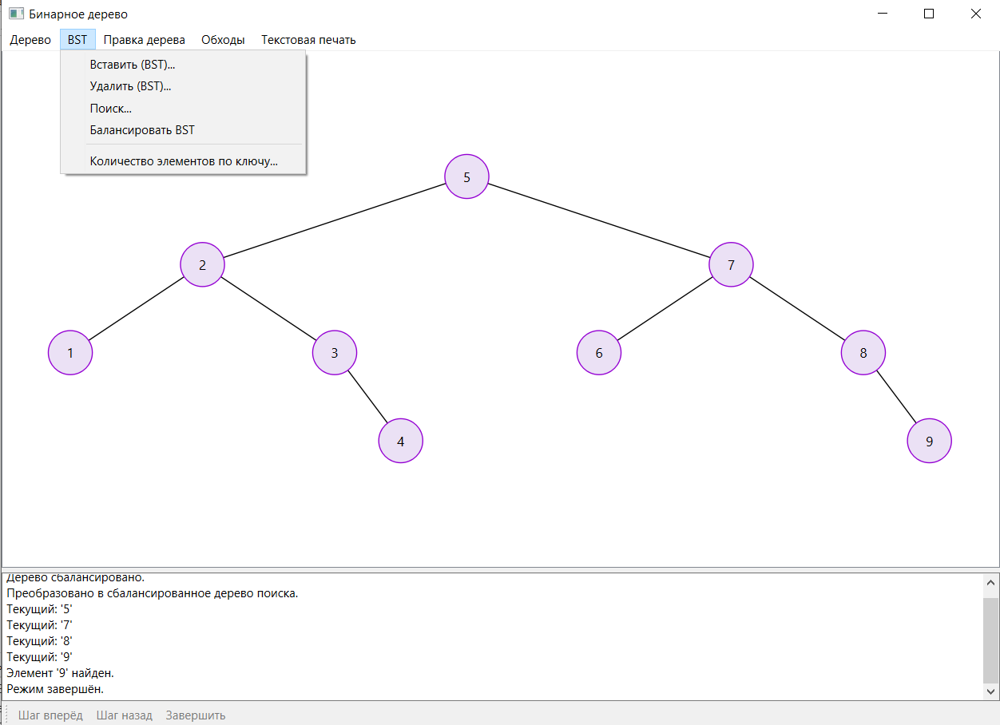 Бинарное дерево
Дерево BST Правка дерева Обходы Текстовая печать
Вставить (BST)...
Удалить (BST)...
Поиск...
Балансировать BST
Количество элементов по ключу...
5
2 7
1 3 6 8
4 9
Дерево сбалансировано.
Преобразовано в сбалансированное дерево поиска.
Текущий: '5'
Текущий: '7'
Текущий: '8'
Текущий: '9'
Элемент '9' найден.
Режим завершён.
Шаг вперёд Шаг назад Завершить